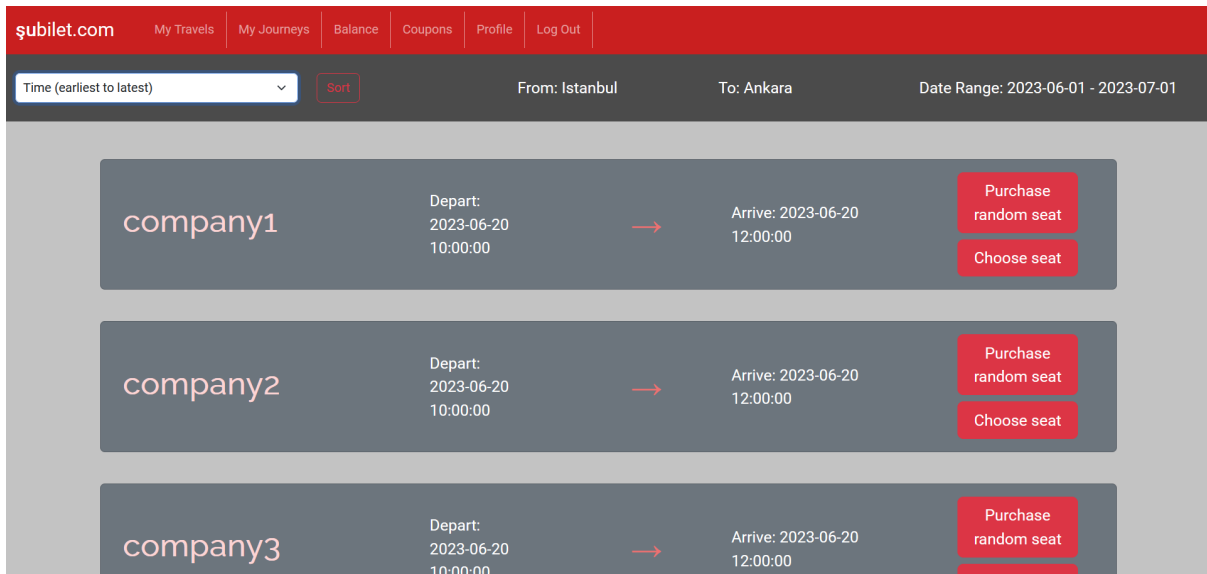 şubilet.com My Travels My Journeys Balance Coupons Profile Log Out
Time (earliest to latest) Sort From: Istanbul To: Ankara Date Range: 2023-06-01 - 2023-07-01
company1
Depart:
2023-06-20
10:00:00
→
Arrive: 2023-06-20
12:00:00
Purchase
random seat
Choose seat
company2
Depart:
2023-06-20
10:00:00
→
Arrive: 2023-06-20
12:00:00
Purchase
random seat
Choose seat
company3
Depart:
2023-06-20
10:00:00
→
Arrive: 2023-06-20
12:00:00
Purchase
random seat